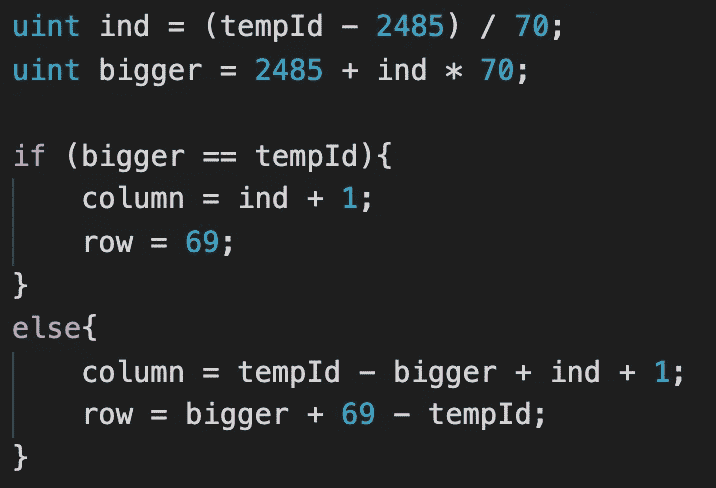 uint ind = (tempId - 2485) / 70;
uint bigger = 2485 + ind * 70;

if (bigger == tempId){
    column = ind + 1;
    row = 69;
}
else{
    column = tempId - bigger + ind + 1;
    row = bigger + 69 - tempId;
}